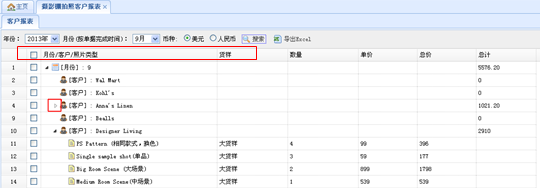 主页 摄影棚拍照客户报表
客户报表
年份： 2013年 月份(按单据完成时间)： 9月 币种： 美元 人民币 搜索 导出Excel
月份/客户/照片类型 货样 数量 单价 总价 总计
1 [月份] : 9 5576.20
2 [客户] : Wal Mart 0
3 [客户] : Kohl's 0
4 [客户] : Anna's Linen 1021.20
9 [客户] : Bealls 0
10 [客户] : Designer Living 2910
11 PS Pattern (相同款式，换色) 大货样 4 99 396
12 Single sample shot(单品) 大货样 3 59 177
13 Big Room Scene (大场景) 大货样 2 899 1798
14 Medium Room Scene(中场景) 大货样 1 539 539